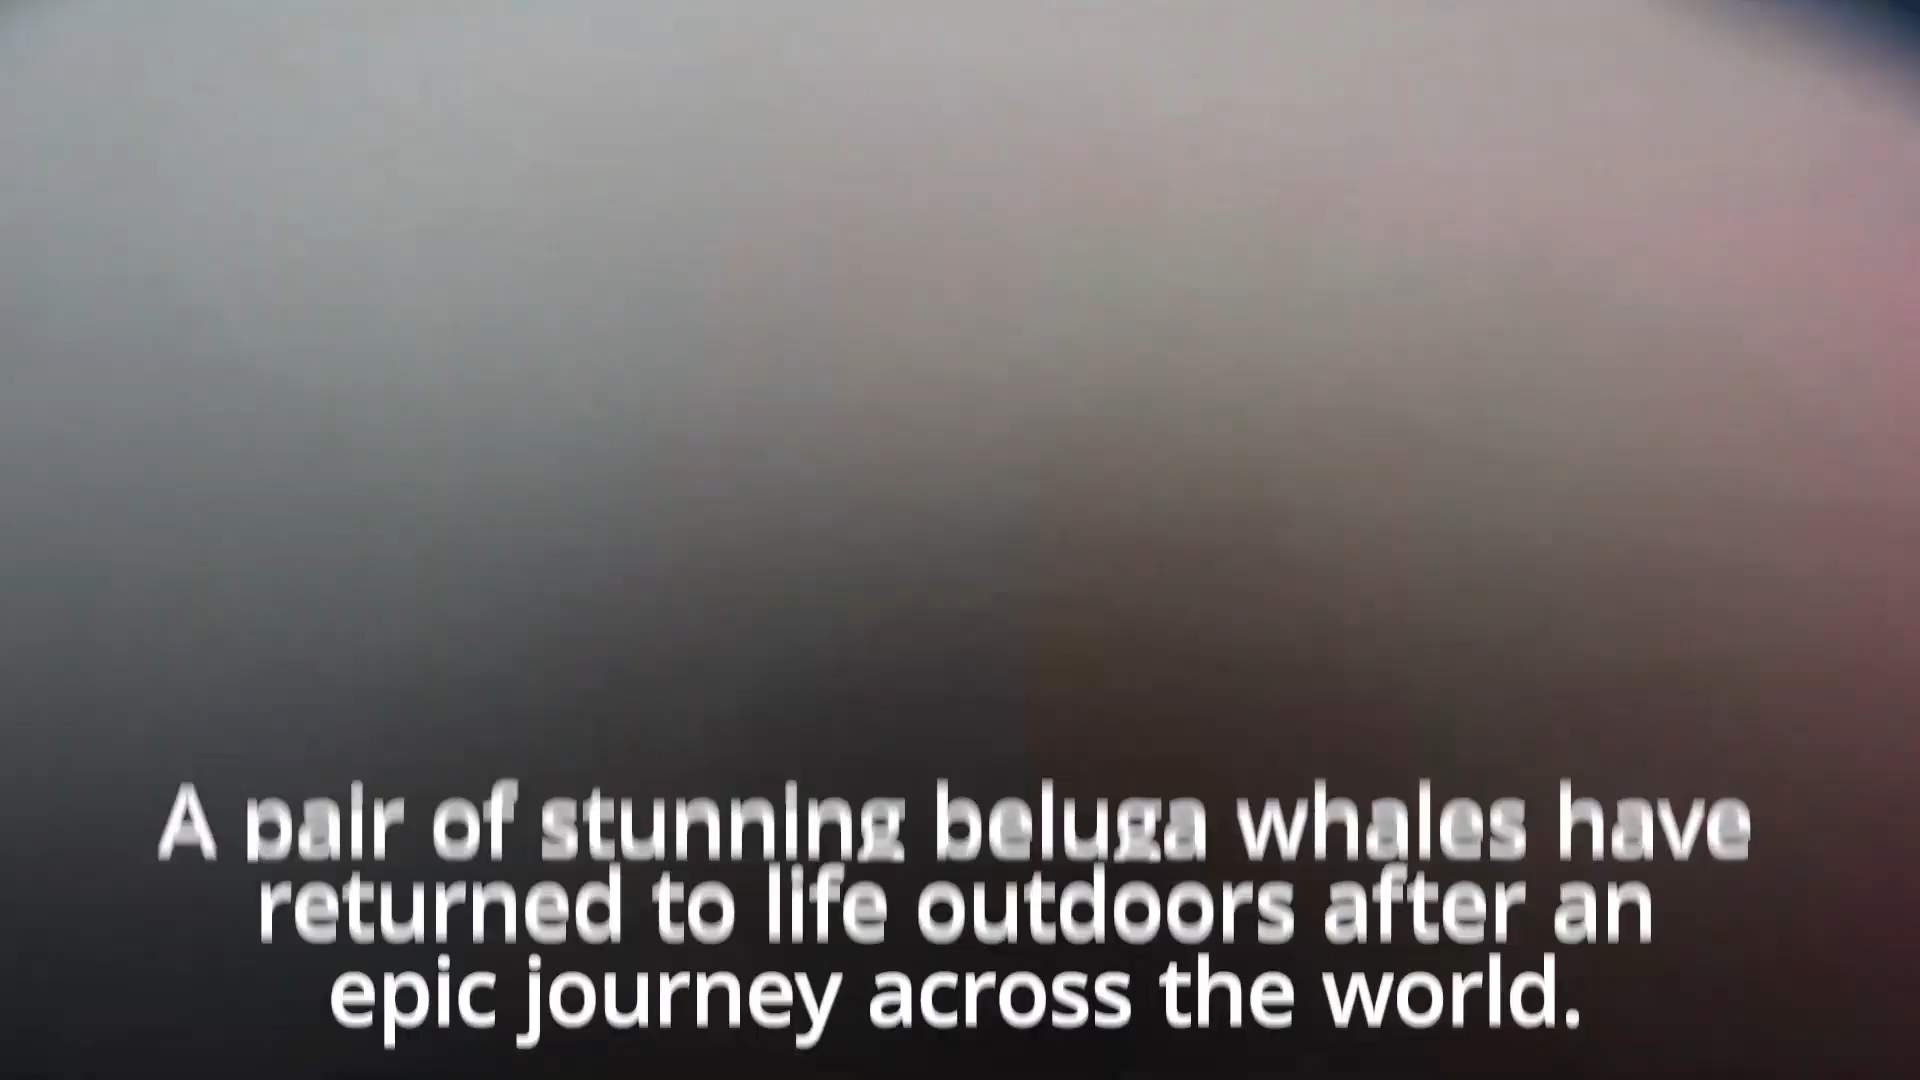 A pair of stunning beluga whales have
returned to life outdoors after an
epic journey across the world.